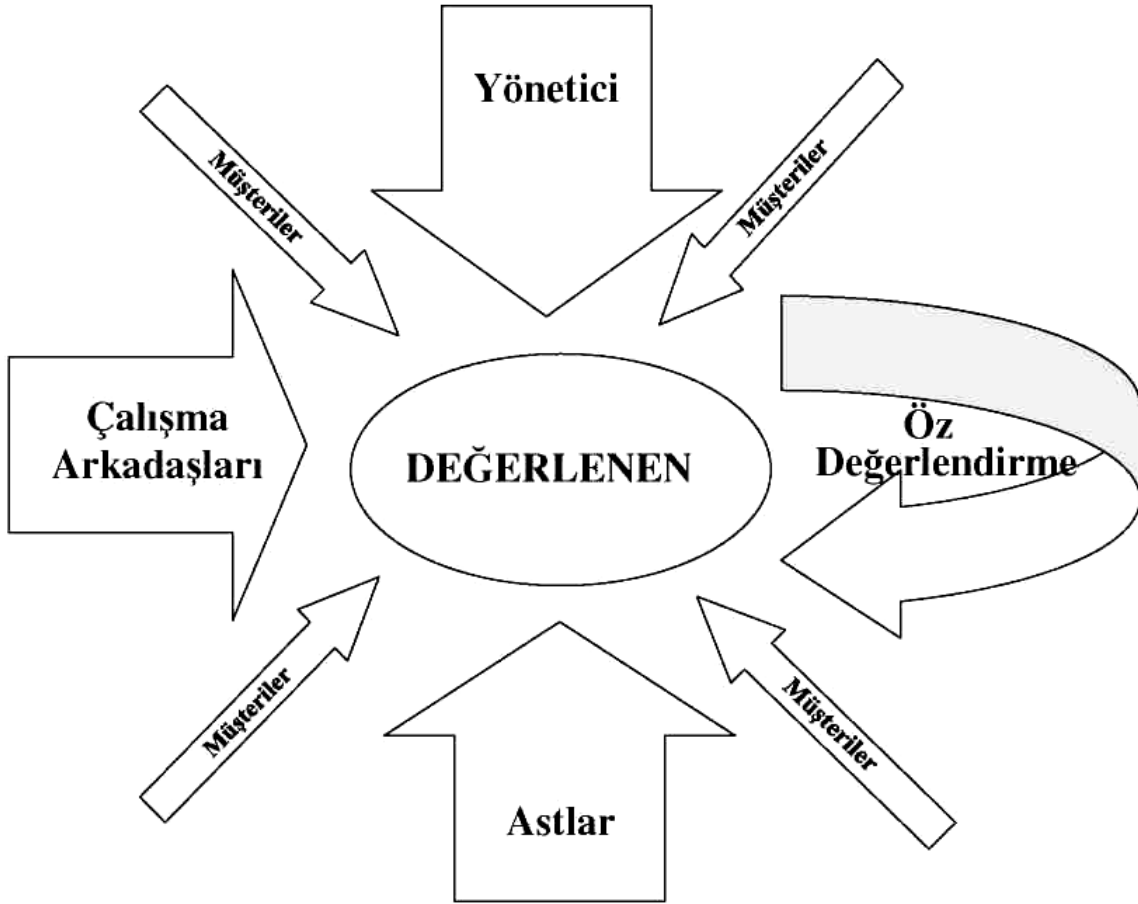 Yönetici
Müşteriler
Müşteriler
Çalışma
Arkadaşları
DEĞERLENEN
Öz
Değerlendirme
Müşteriler
Müşteriler
Astlar